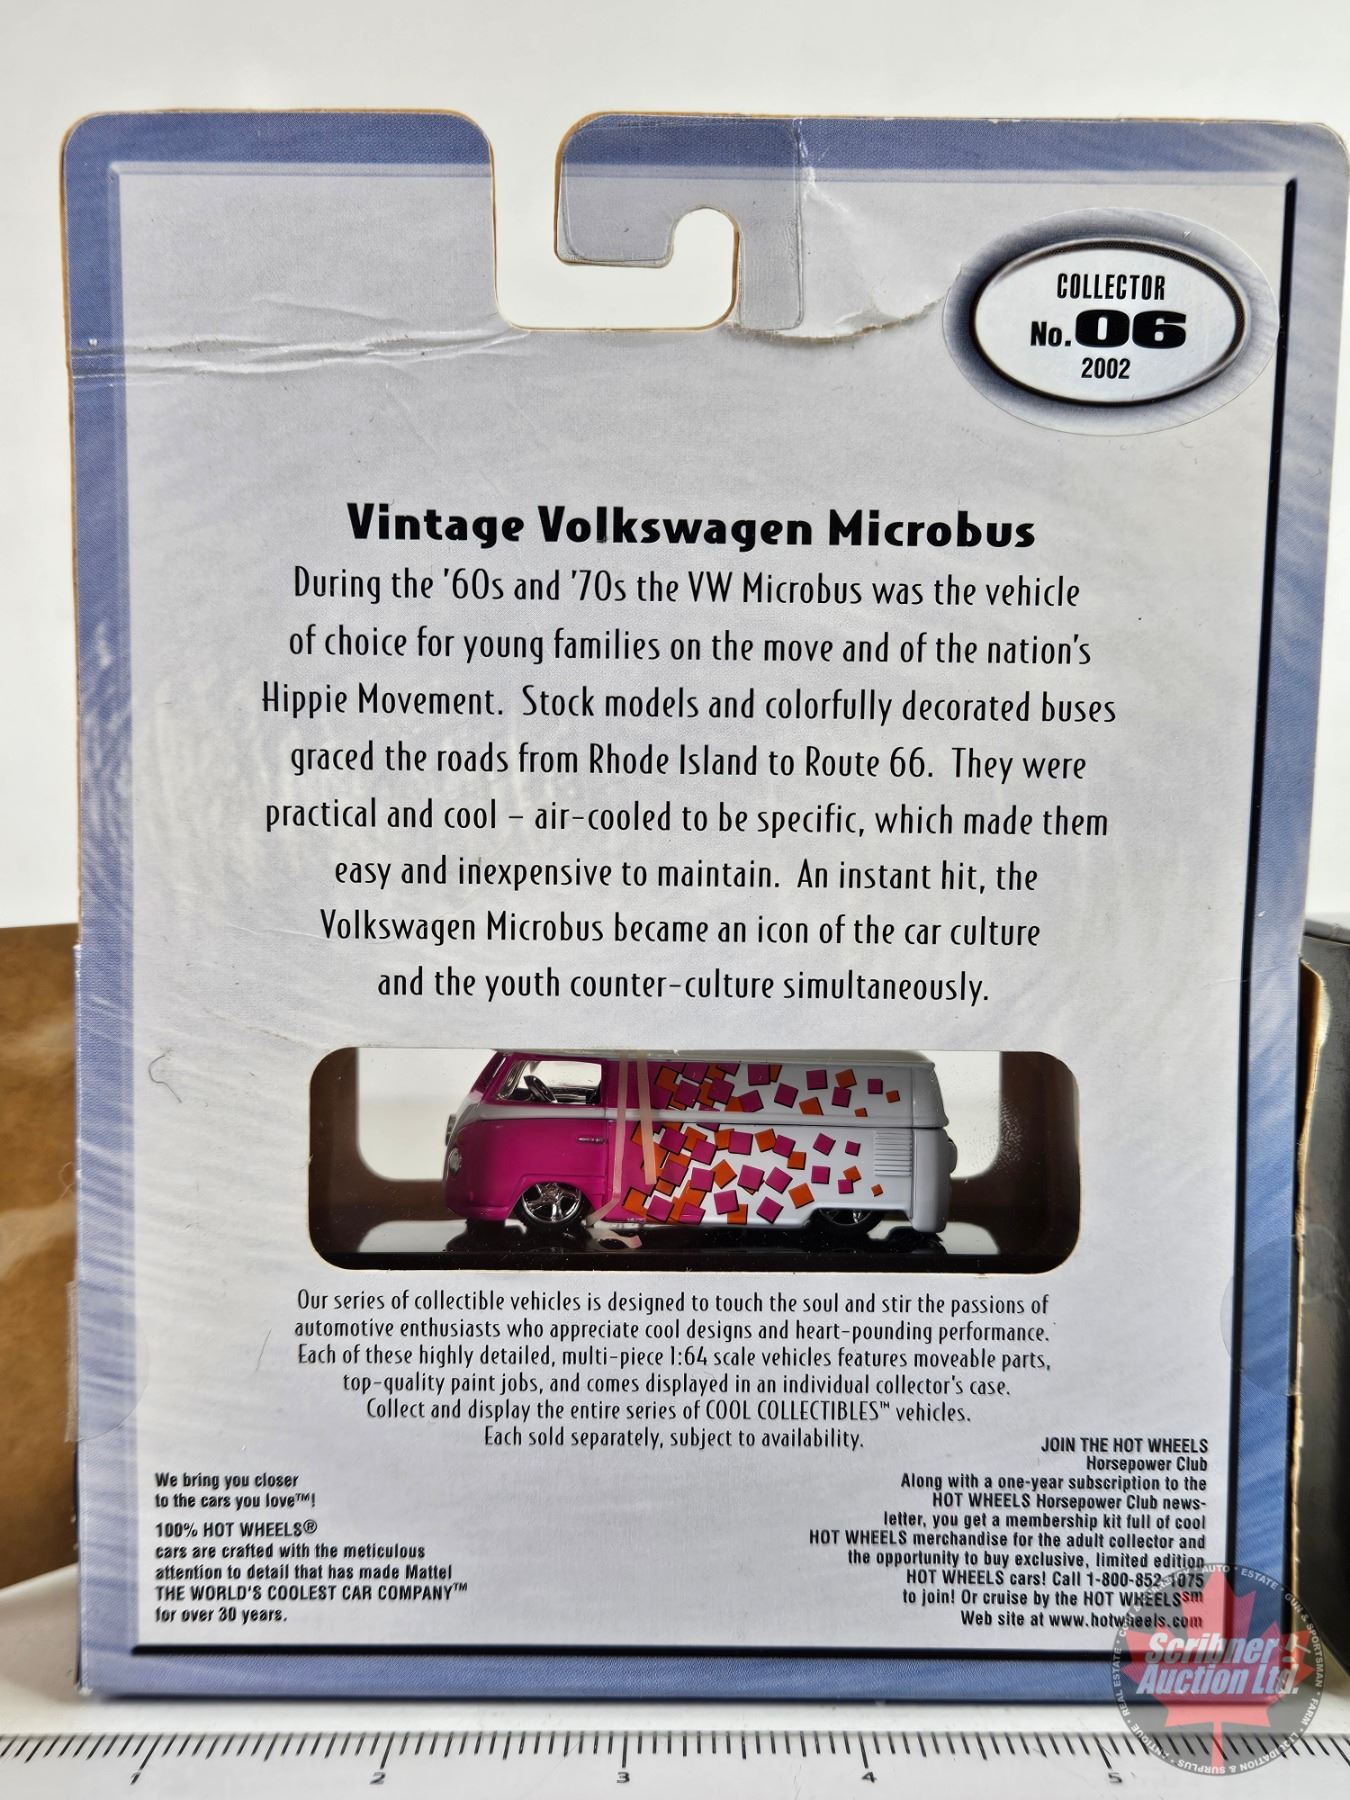 COLLECTOR
No.06
2002
Vintage Volkswagen Microbus
During the '60s and '70s the VW Microbus was the vehicle
of choice for young families on the move and of the nation's
Hippie Movement. Stock models and colorfully decorated buses
graced the roads from Rhode Island to Route 66. They were
practical and cool – air-cooled to be specific, which made them
easy and inexpensive to maintain. An instant hit, the
Volkswagen Microbus became an icon of the car culture
and the youth counter-culture simultaneously.
Our series of collectible vehicles is designed to touch the soul and stir the passions of
automotive enthusiasts who appreciate cool designs and heart-pounding performance.
Each of these highly detailed, multi-piece 1:64 scale vehicles features moveable parts,
top-quality paint jobs, and comes displayed in an individual collector's case.
Collect and display the entire series of COOL COLLECTIBLES™ vehicles.
Each sold separately, subject to availability.
We bring you closer
to the cars you love™!
100% HOT WHEELS®
cars are crafted with the meticulous
attention to detail that has made Mattel
THE WORLD'S COOLEST CAR COMPANY™
for over 30 years.
JOIN THE HOT WHEELS
Horsepower Club
Along with a one-year subscription to the
HOT WHEELS Horsepower Club news-
letter, you get a membership kit full of cool
HOT WHEELS merchandise for the adult collector and
the opportunity to buy exclusive, limited edition
HOT WHEELS cars! Call 1-800-852-1075
to join! Or cruise by the HOT WHEELS℠
Web site at www.hotwheels.com
Scribner
Auction Ltd.
1 2 3 4 5